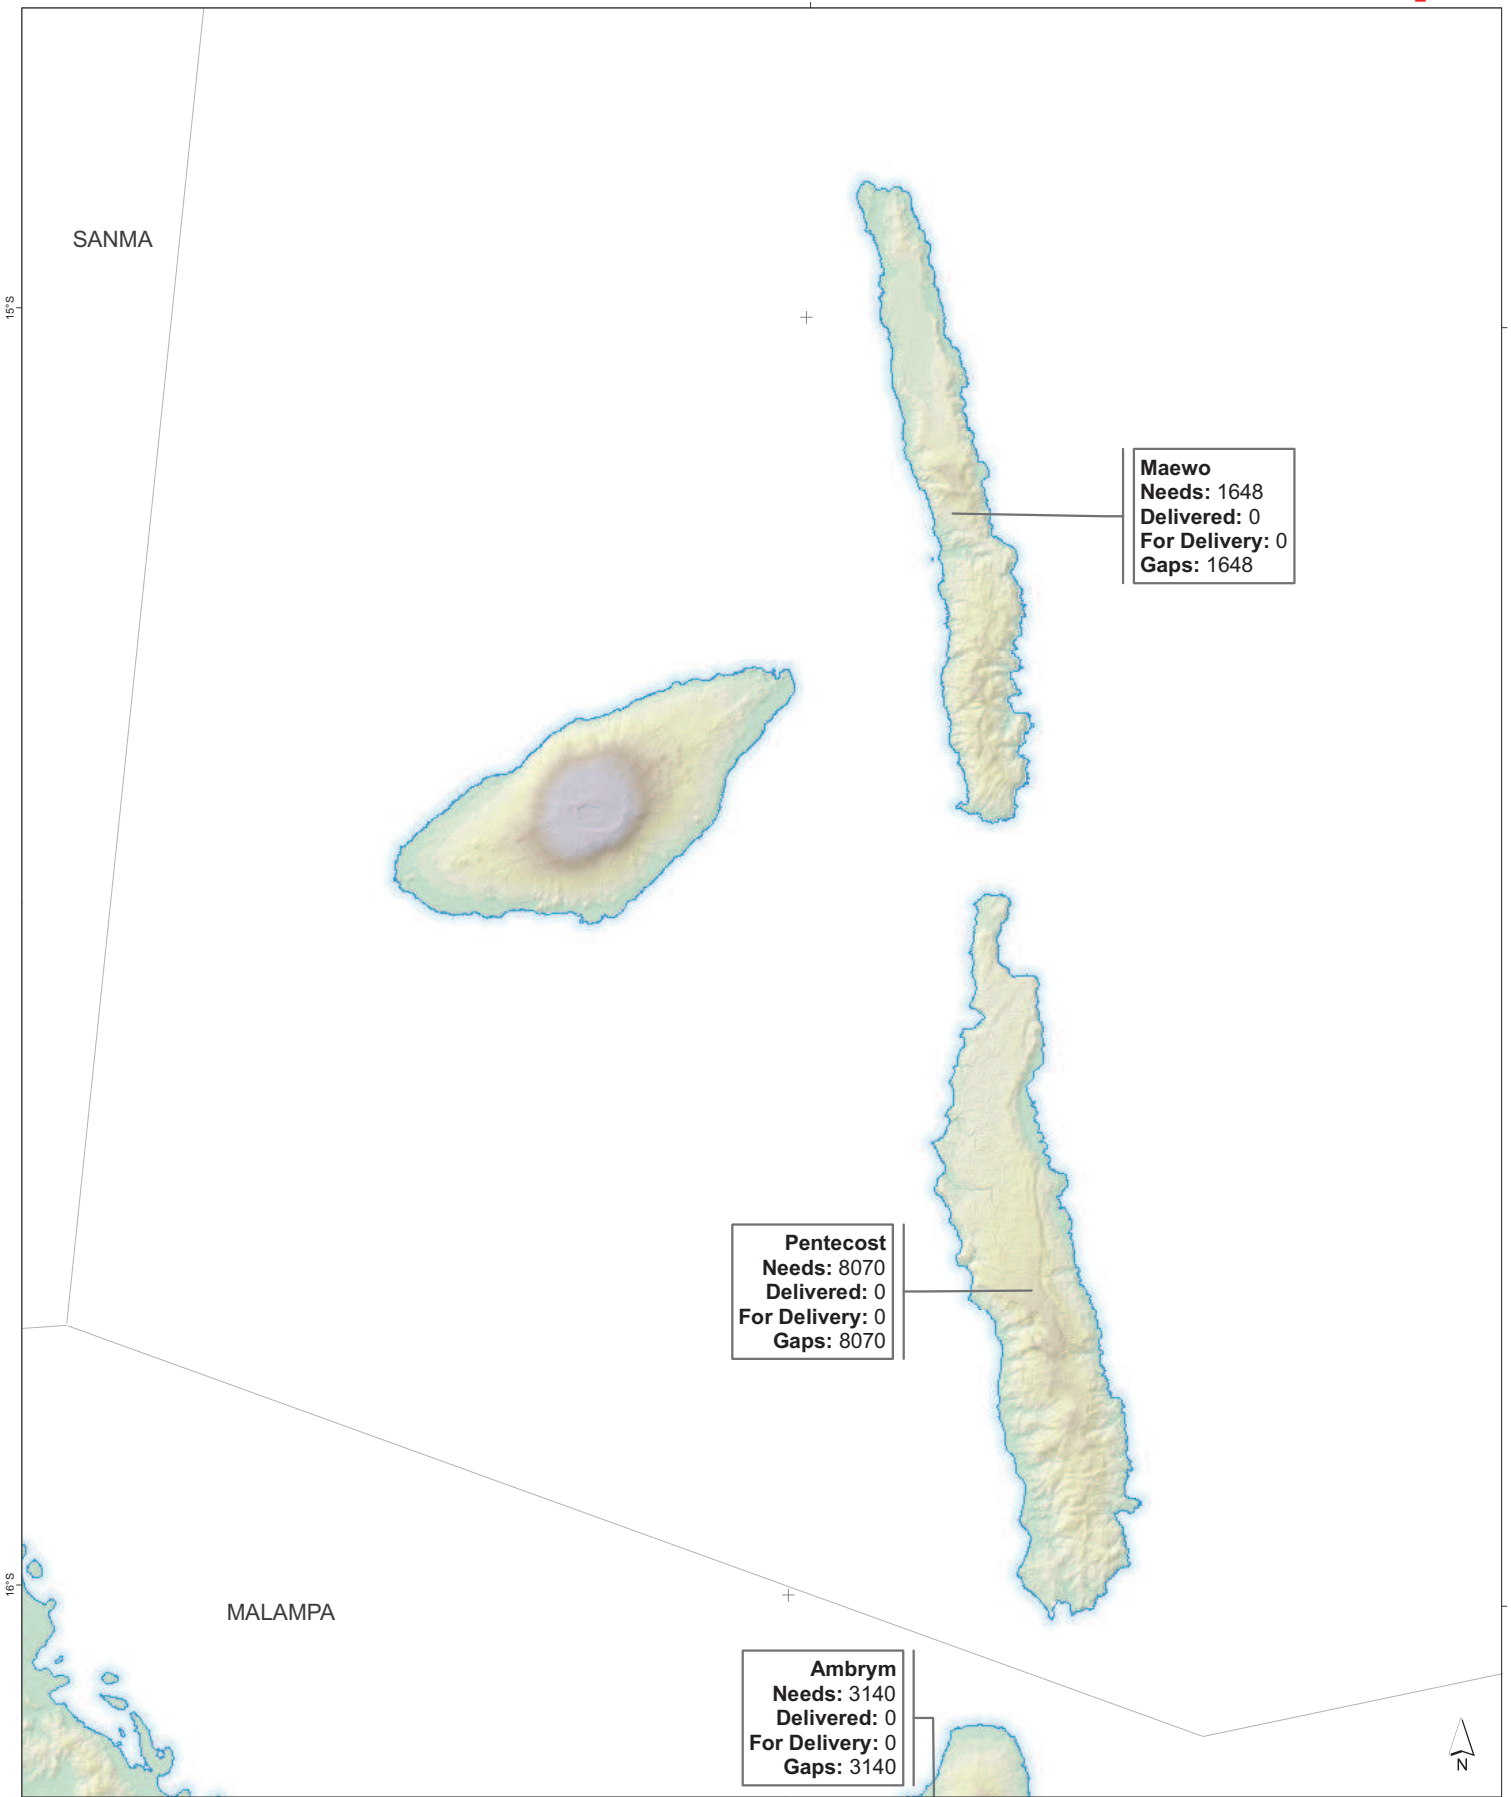 SANMA
15°S
Maewo
Needs: 1648
Delivered: 0
For Delivery: 0
Gaps: 1648
Pentecost
Needs: 8070
Delivered: 0
For Delivery: 0
Gaps: 8070
16°S
MALAMPA
Ambrym
Needs: 3140
Delivered: 0
For Delivery: 0
Gaps: 3140
N